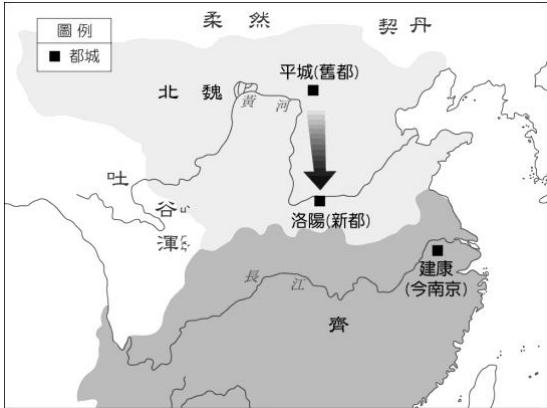 柔然
契丹
圖例
■ 都城
平城(舊都)
北魏
黃河
吐谷渾
洛陽(新都)
建康
(今南京)
長江
齊